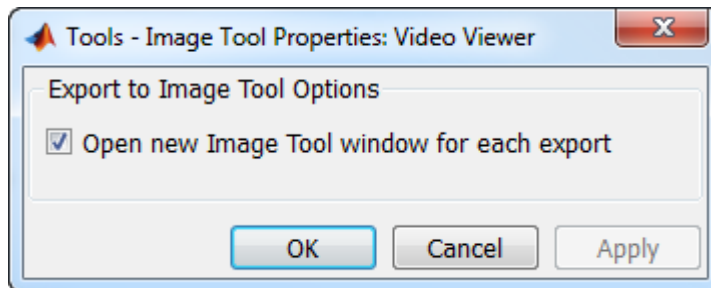 Tools - Image Tool Properties: Video Viewer
Export to Image Tool Options
Open new Image Tool window for each export
OK Cancel Apply